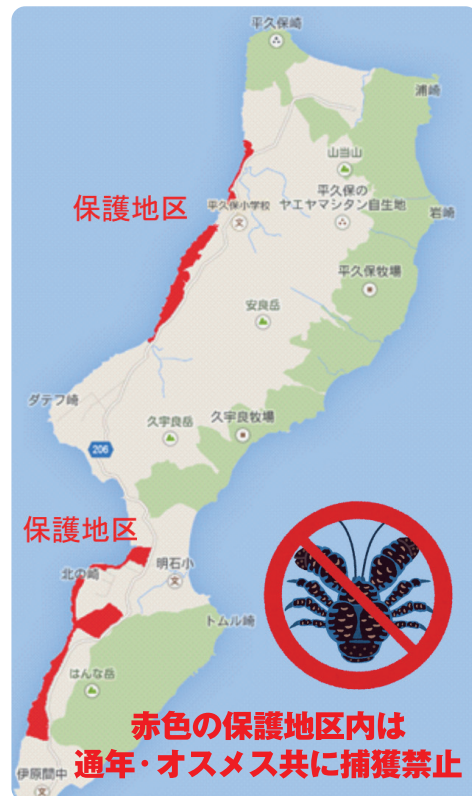 平久保崎
浦崎
山当山
平久保の
ヤエヤマシタン自生地
保護地区
平久保小学校
岩崎
平久保牧場
安良岳
ダテフ崎
久宇良岳
久宇良牧場
206
保護地区
明石小
北の崎
トムル崎
はんな岳
赤色の保護地区内は
通年・オスメス共に捕獲禁止
伊原間中